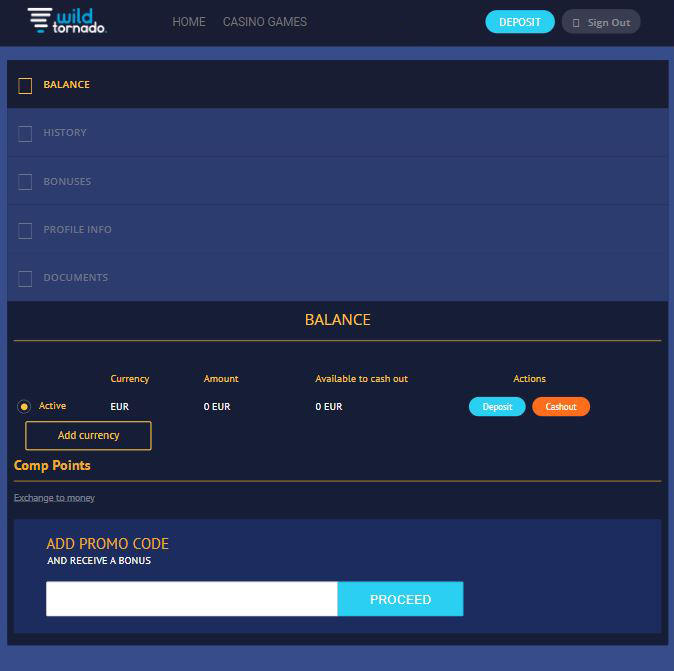 wild
tornado.
HOME CASINO GAMES DEPOSIT Sign Out
BALANCE
HISTORY
BONUSES
PROFILE INFO
DOCUMENTS
BALANCE
Currency Amount Available to cash out Actions
Active EUR 0 EUR 0 EUR Deposit Cashout
Add currency
Comp Points
Exchange to money
ADD PROMO CODE
AND RECEIVE A BONUS
PROCEED